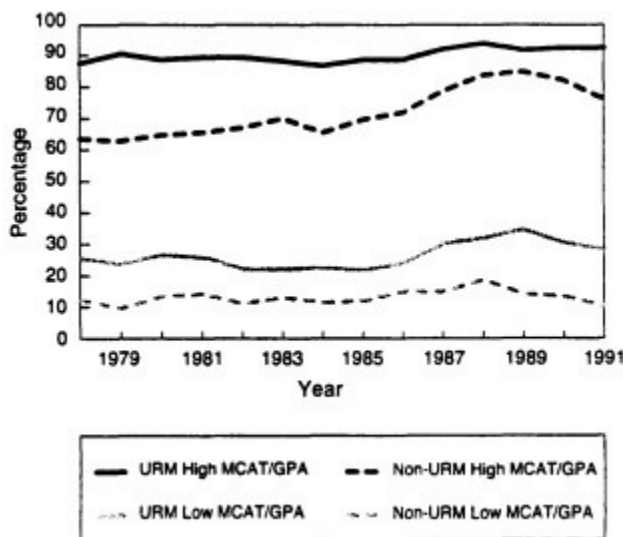 100
90
80
70
60
50
40
30
20
10
0
Percentage
1979 1981 1983 1985 1987 1989 1991
Year
URM High MCAT/GPA Non-URM High MCAT/GPA
URM Low MCAT/GPA Non-URM Low MCAT/GPA